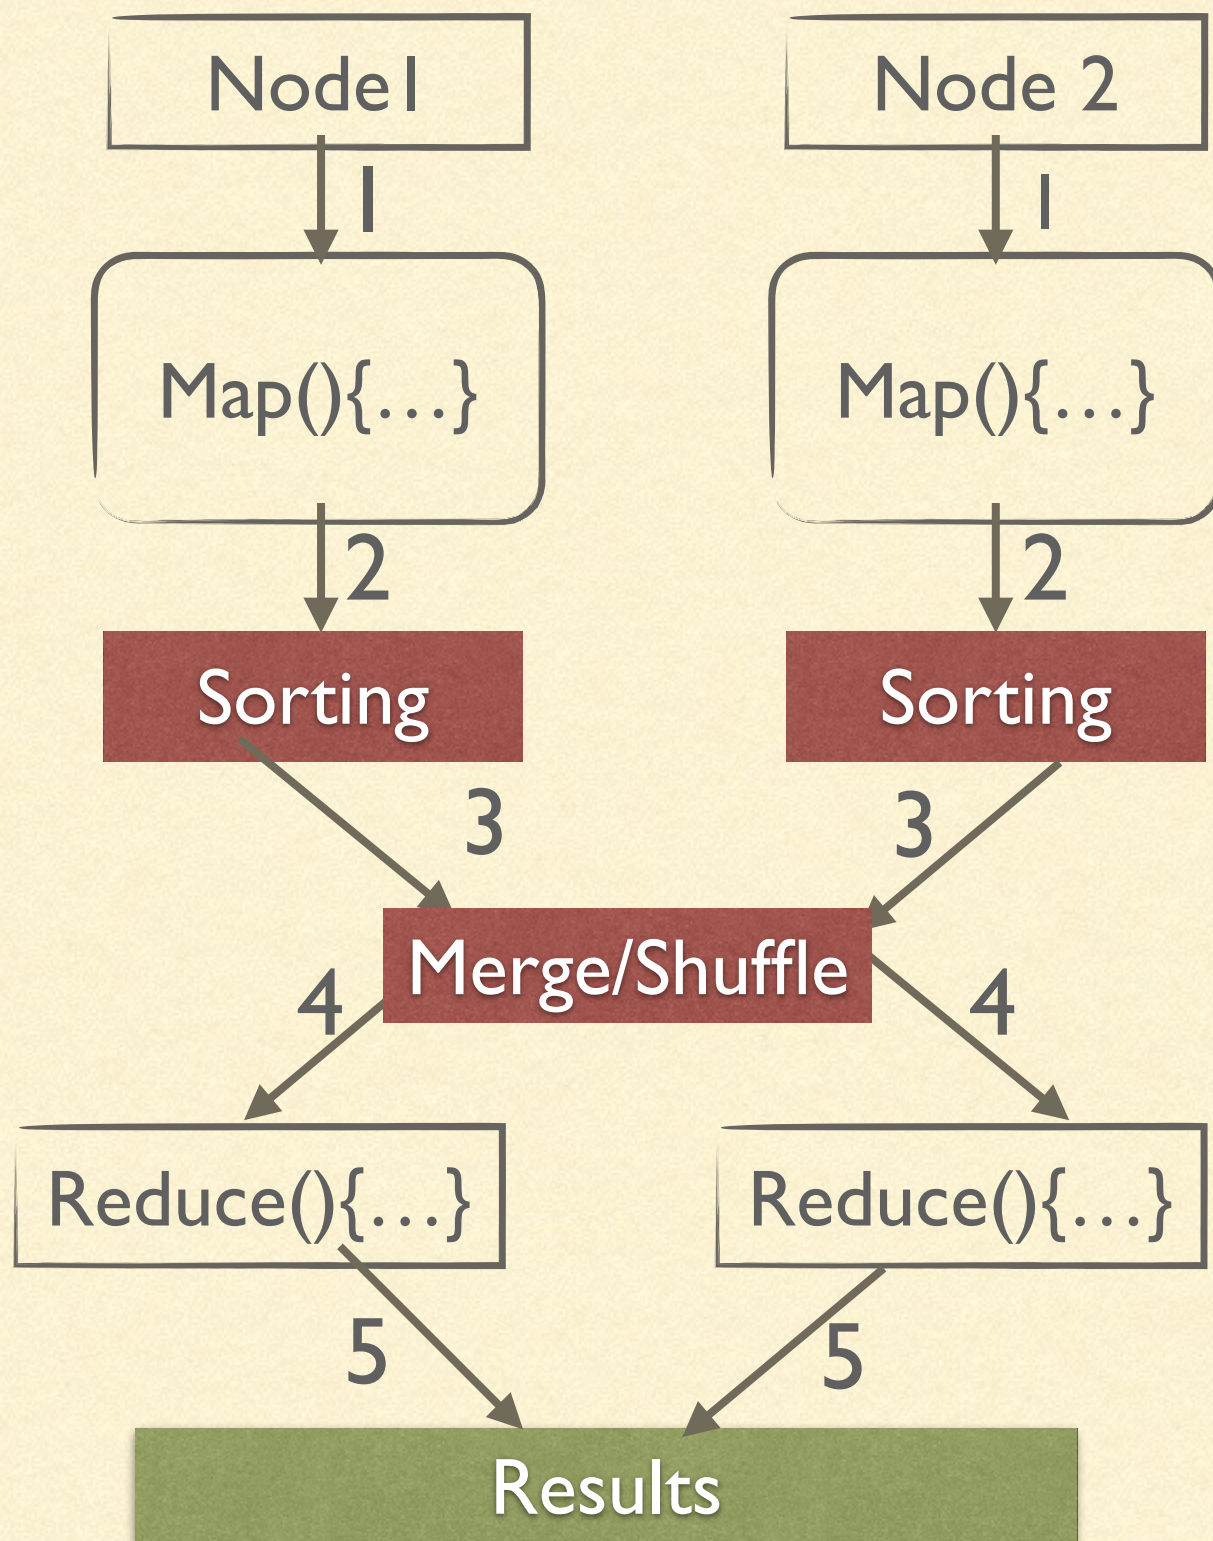 Node1
Node 2
1
1
Map(){…}
Map(){…}
2
2
Sorting
Sorting
3
3
Merge/Shuffle
4
4
Reduce(){…}
Reduce(){…}
5
5
Results